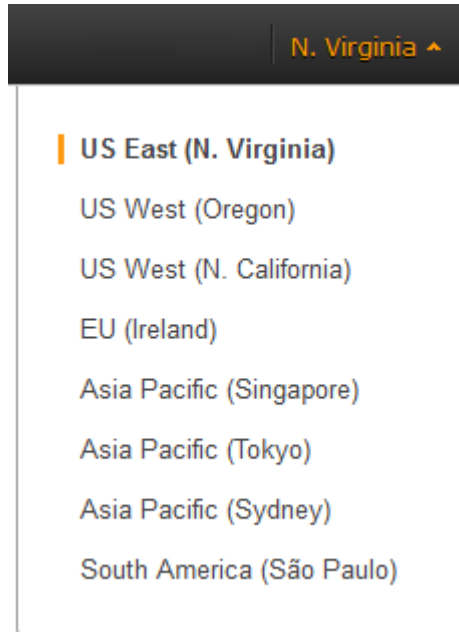 N. Virginia
US East (N. Virginia)
US West (Oregon)
US West (N. California)
EU (Ireland)
Asia Pacific (Singapore)
Asia Pacific (Tokyo)
Asia Pacific (Sydney)
South America (São Paulo)